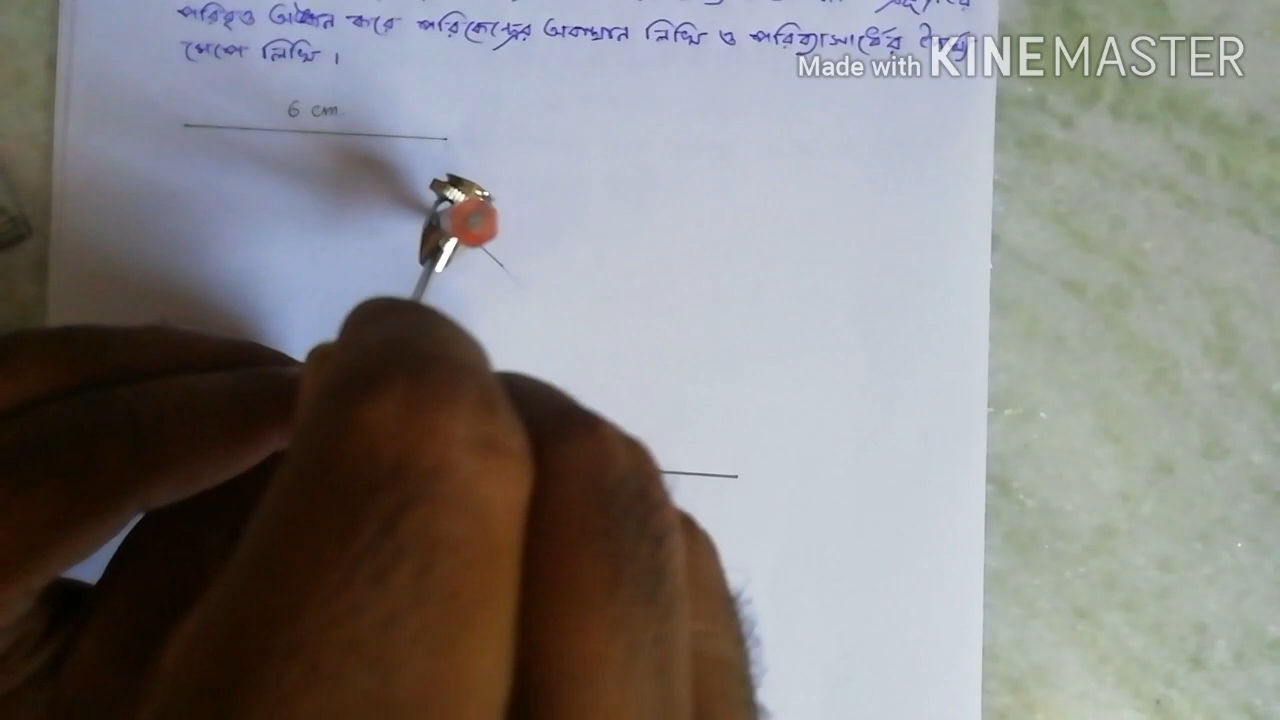 পরিবৃত্ত অঙ্কন করে পরিকেন্দ্রের অবস্থান লিখি ও পরিব্যাসার্ধের দৈর্ঘ্য
মেপে লিখি।
Made with KINEMASTER
6 cm.